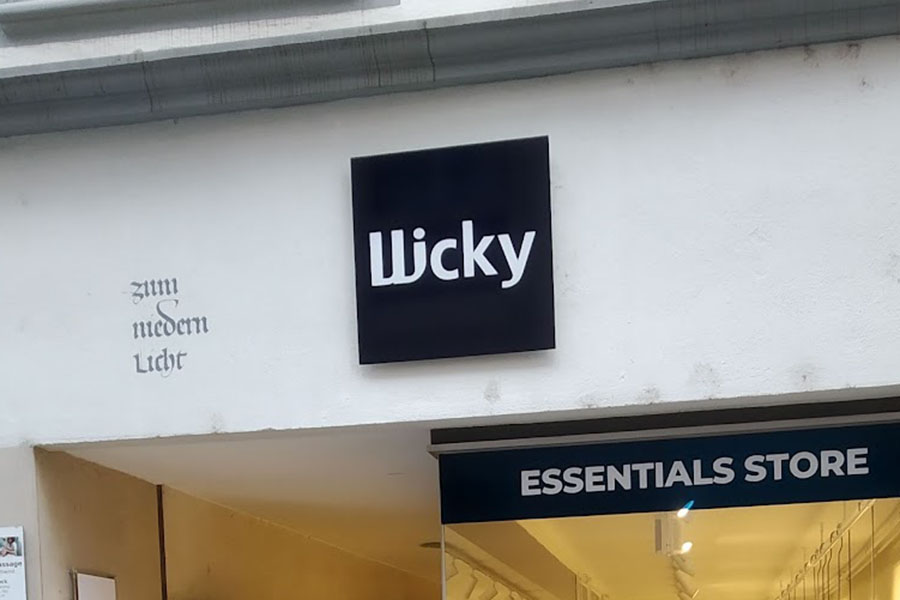 zum
niedern
Licht
Wicky
ESSENTIALS STORE